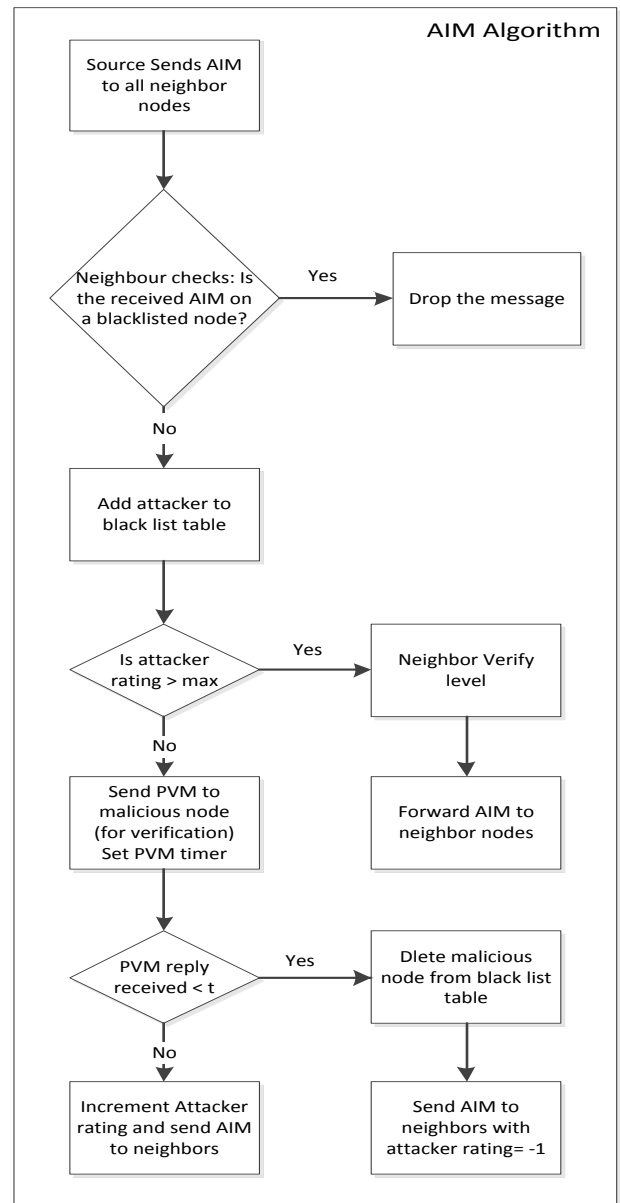 AIM Algorithm
Source Sends AIM
to all neighbor
nodes
Neighbour checks: Is
the received AIM on
a blacklisted node?
Yes
Drop the message
No
Add attacker to
black list table
Is attacker
rating > max
Yes
Neighbor Verify
level
Forward AIM to
neighbor nodes
No
Send PVM to
malicious node
(for verification)
Set PVM timer
PVM reply
received < t
Yes
Dlete malicious
node from black list
table
Send AIM to
neighbors with
attacker rating= -1
No
Increment Attacker
rating and send AIM
to neighbors